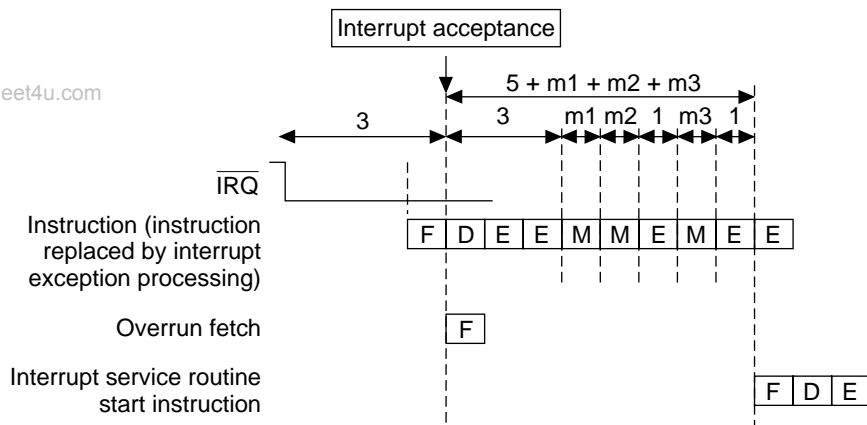 Interrupt acceptance
eet4u.com
5 + m1 + m2 + m3
3
3 m1 m2 1 m3 1
IRQ
Instruction (instruction
replaced by interrupt
exception processing)
F D E E M M E M E E
Overrun fetch
F
Interrupt service routine
start instruction
F D E